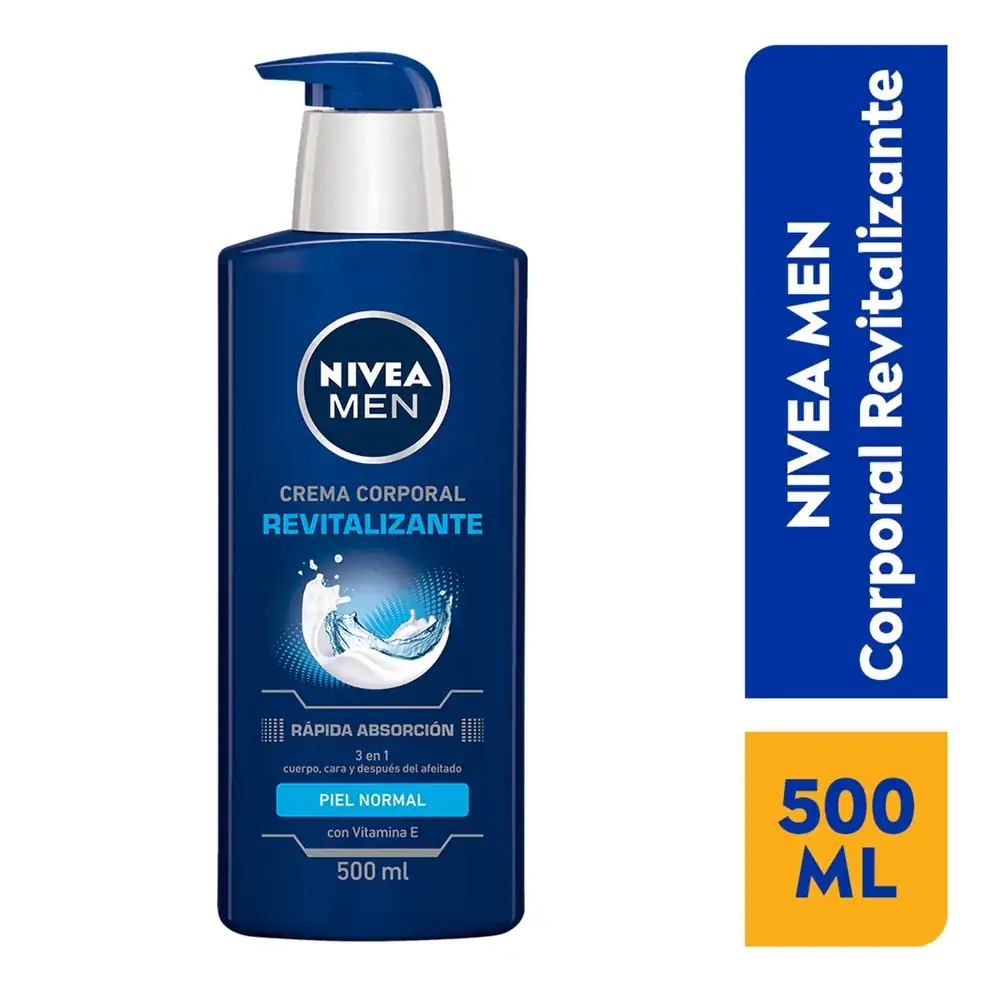 NIVEA
MEN
CREMA CORPORAL
REVITALIZANTE
RÁPIDA ABSORCIÓN
3 en 1
cuerpo, cara y después del afeitado
PIEL NORMAL
con Vitamina E
500 ml
NIVEA MEN
Corporal Revitalizante
500
ML